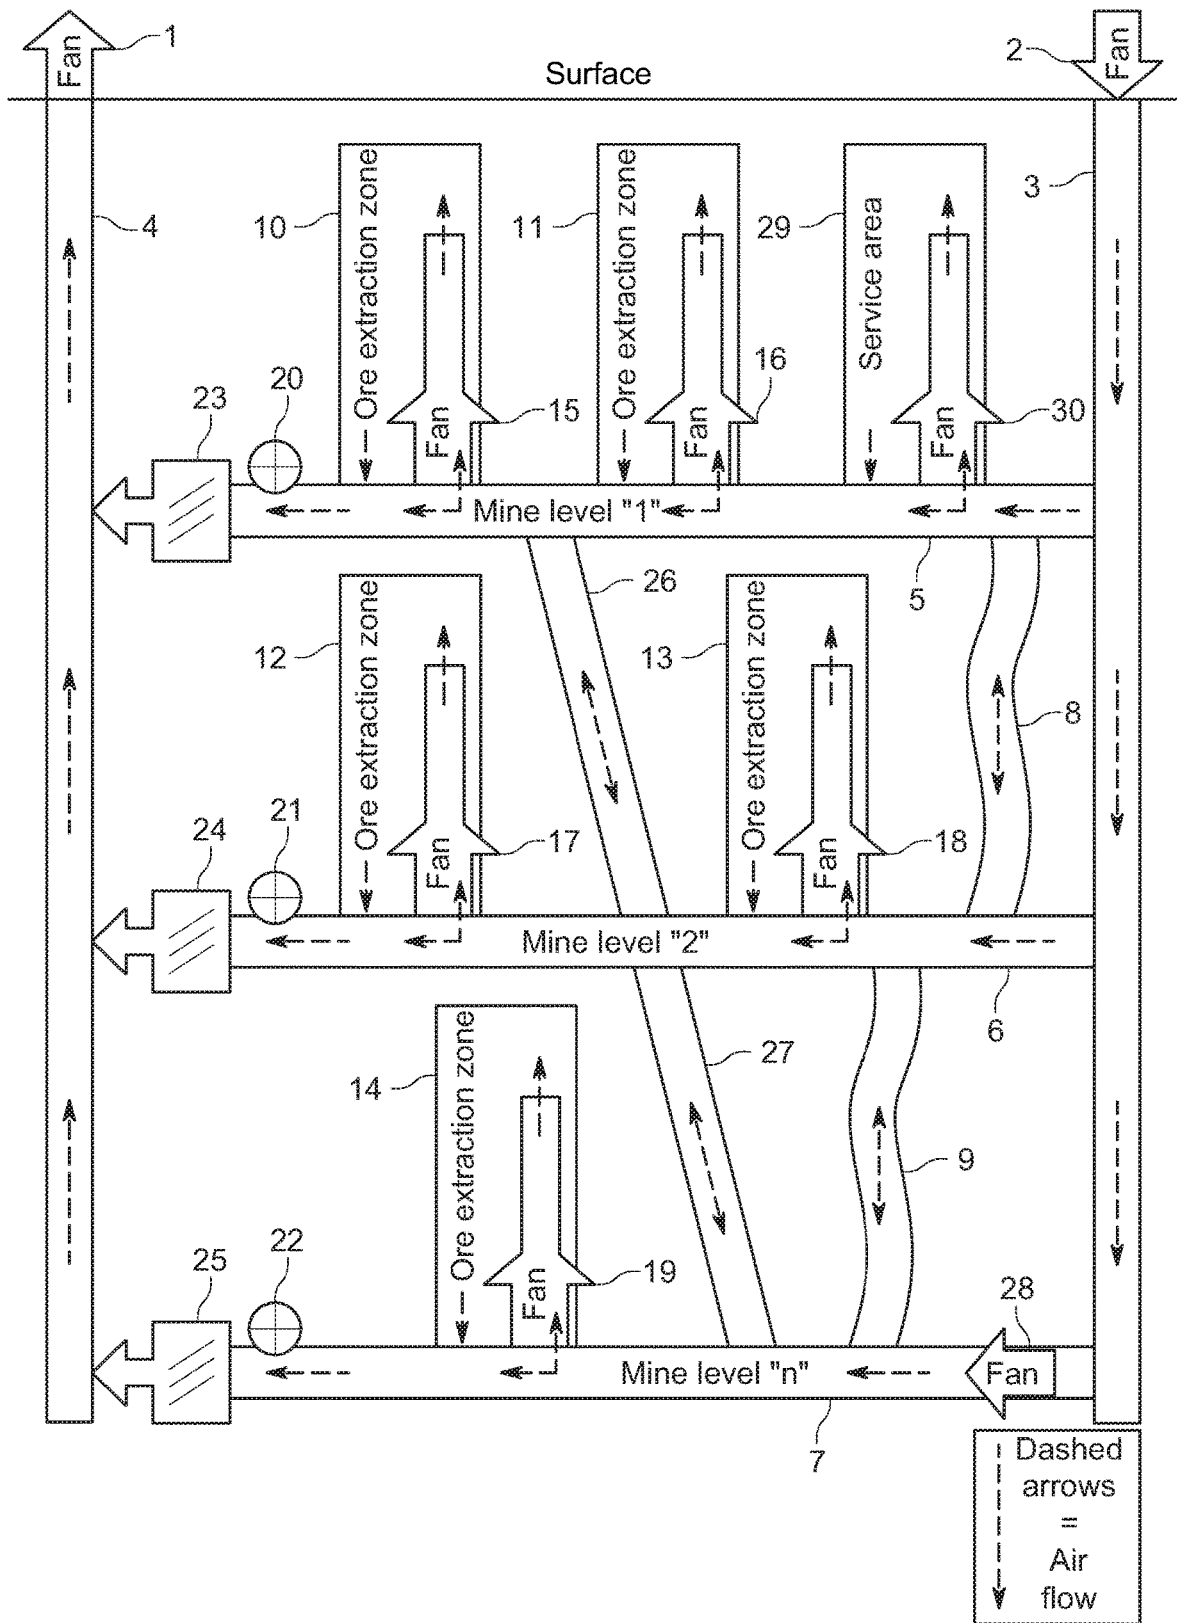 1
2
Fan
Fan
Surface
3
4
10
11
29
Ore extraction zone
Ore extraction zone
Service area
20
23
15
16
30
Fan
Fan
Fan
Mine level "1"
5
26
12
13
Ore extraction zone
Ore extraction zone
8
21
24
17
18
Fan
Fan
Mine level "2"
6
27
14
Ore extraction zone
9
22
25
19
28
Fan
Mine level "n"
Fan
7
Dashed
arrows
=
Air
flow